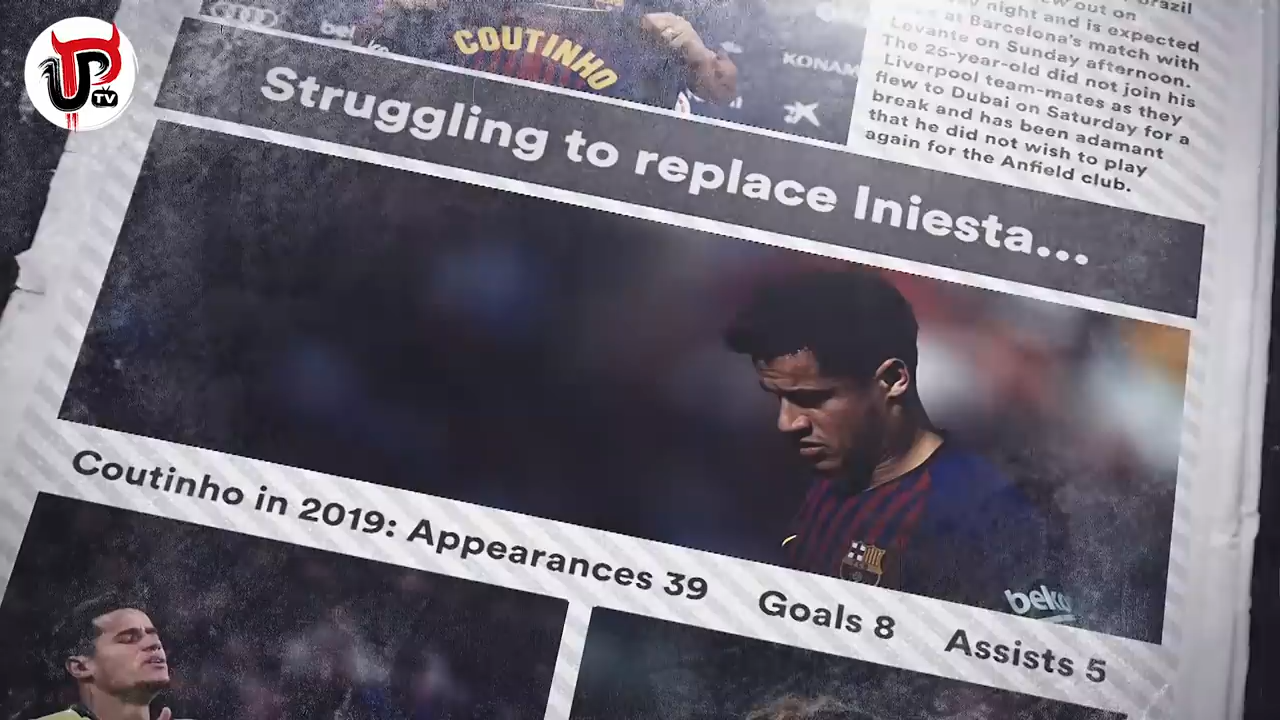 UP
TV
COUTINHO
KONAMI
out on
night and is expected
at Barcelona's match with
Levante on Sunday afternoon.
The 25-year-old did not join his
Liverpool team-mates as they
flew to Dubai on Saturday for a
break and has been adamant
that he did not wish to play
again for the Anfield club.
Struggling to replace Iniesta...
beko
Coutinho in 2019: Appearances 39 Goals 8 Assists 5